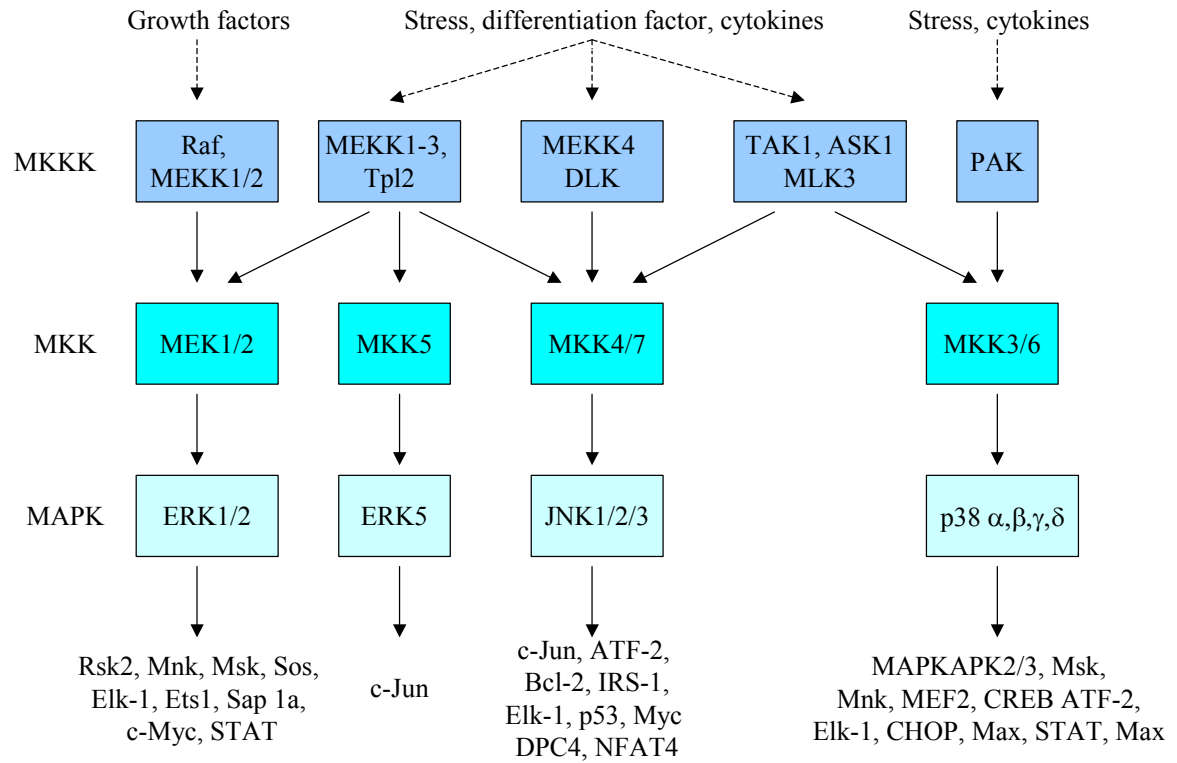 Growth factors
Stress, differentiation factor, cytokines
Stress, cytokines
MKKK
Raf,
MEKK1/2
MEKK1-3,
Tpl2
MEKK4
DLK
TAK1, ASK1
MLK3
PAK
MKK
MEK1/2
MKK5
MKK4/7
MKK3/6
MAPK
ERK1/2
ERK5
JNK1/2/3
p38 α,β,γ,δ
Rsk2, Mnk, Msk, Sos,
Elk-1, Ets1, Sap 1a,
c-Myc, STAT
c-Jun
c-Jun, ATF-2,
Bcl-2, IRS-1,
Elk-1, p53, Myc
DPC4, NFAT4
MAPKAPK2/3, Msk,
Mnk, MEF2, CREB ATF-2,
Elk-1, CHOP, Max, STAT, Max